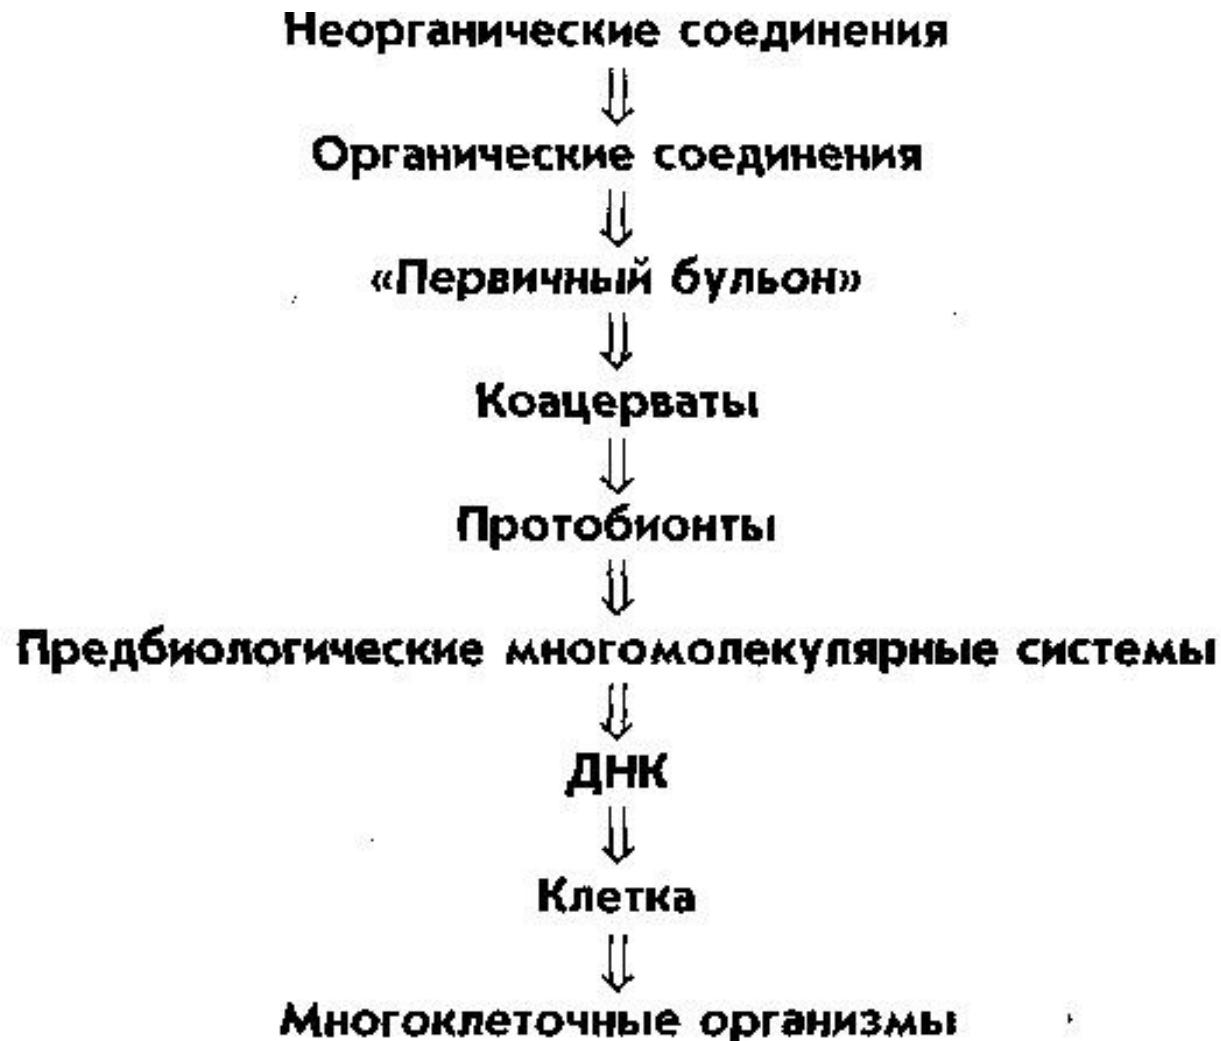 Неорганические соединения
Органические соединения
«Первичный бульон»
Коацерваты
Протобионты
Предбиологические многомолекулярные системы
ДНК
Клетка
Многоклеточные организмы